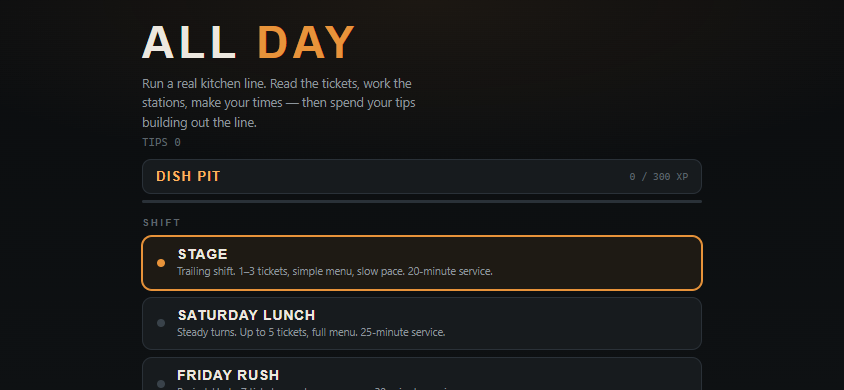 ALL DAY
Run a real kitchen line. Read the tickets, work the
stations, make your times — then spend your tips
building out the line.
TIPS 0
DISH PIT
0 / 300 XP
SHIFT
STAGE
Trailing shift. 1–3 tickets, simple menu, slow pace. 20-minute service.
SATURDAY LUNCH
Steady turns. Up to 5 tickets, full menu. 25-minute service.
FRIDAY RUSH